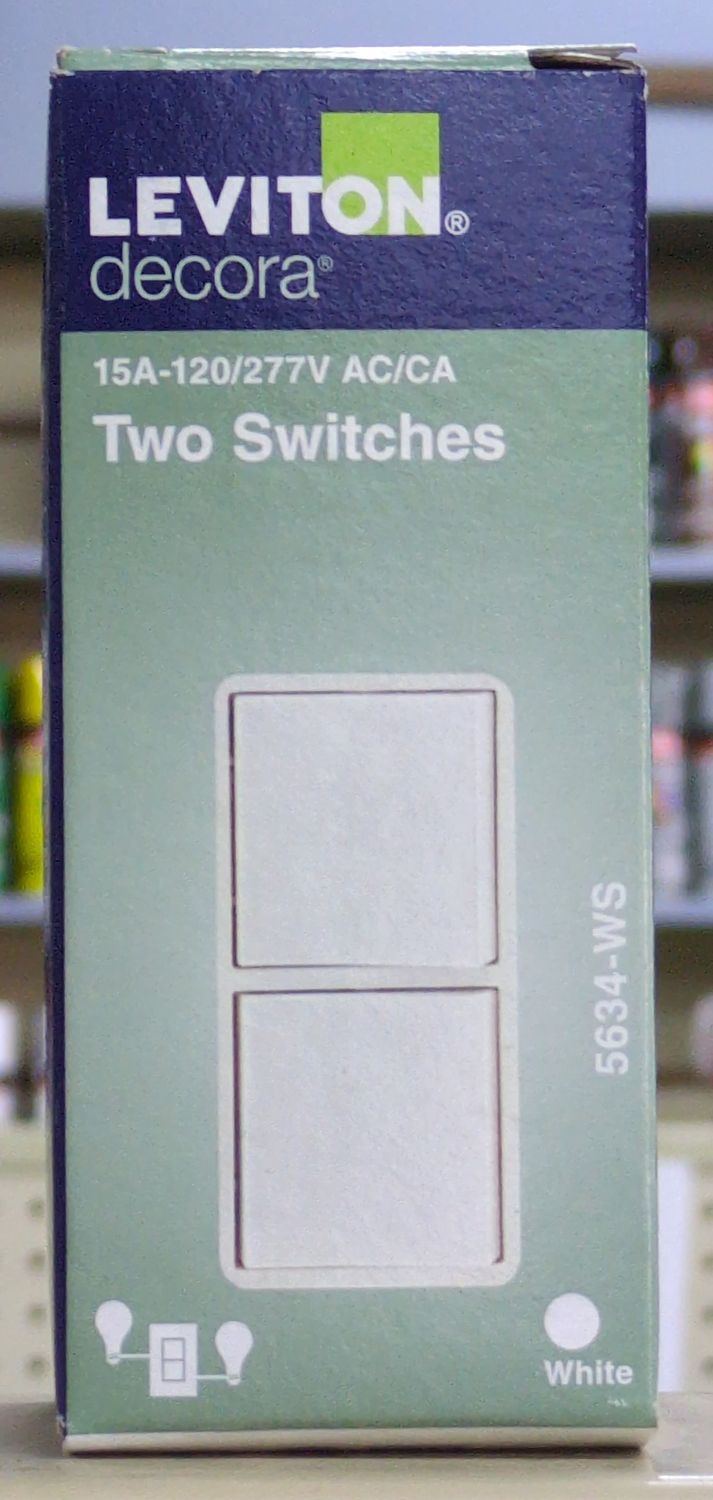 LEVITON®
decora®
15A-120/277V AC/CA
Two Switches
5634-WS
White